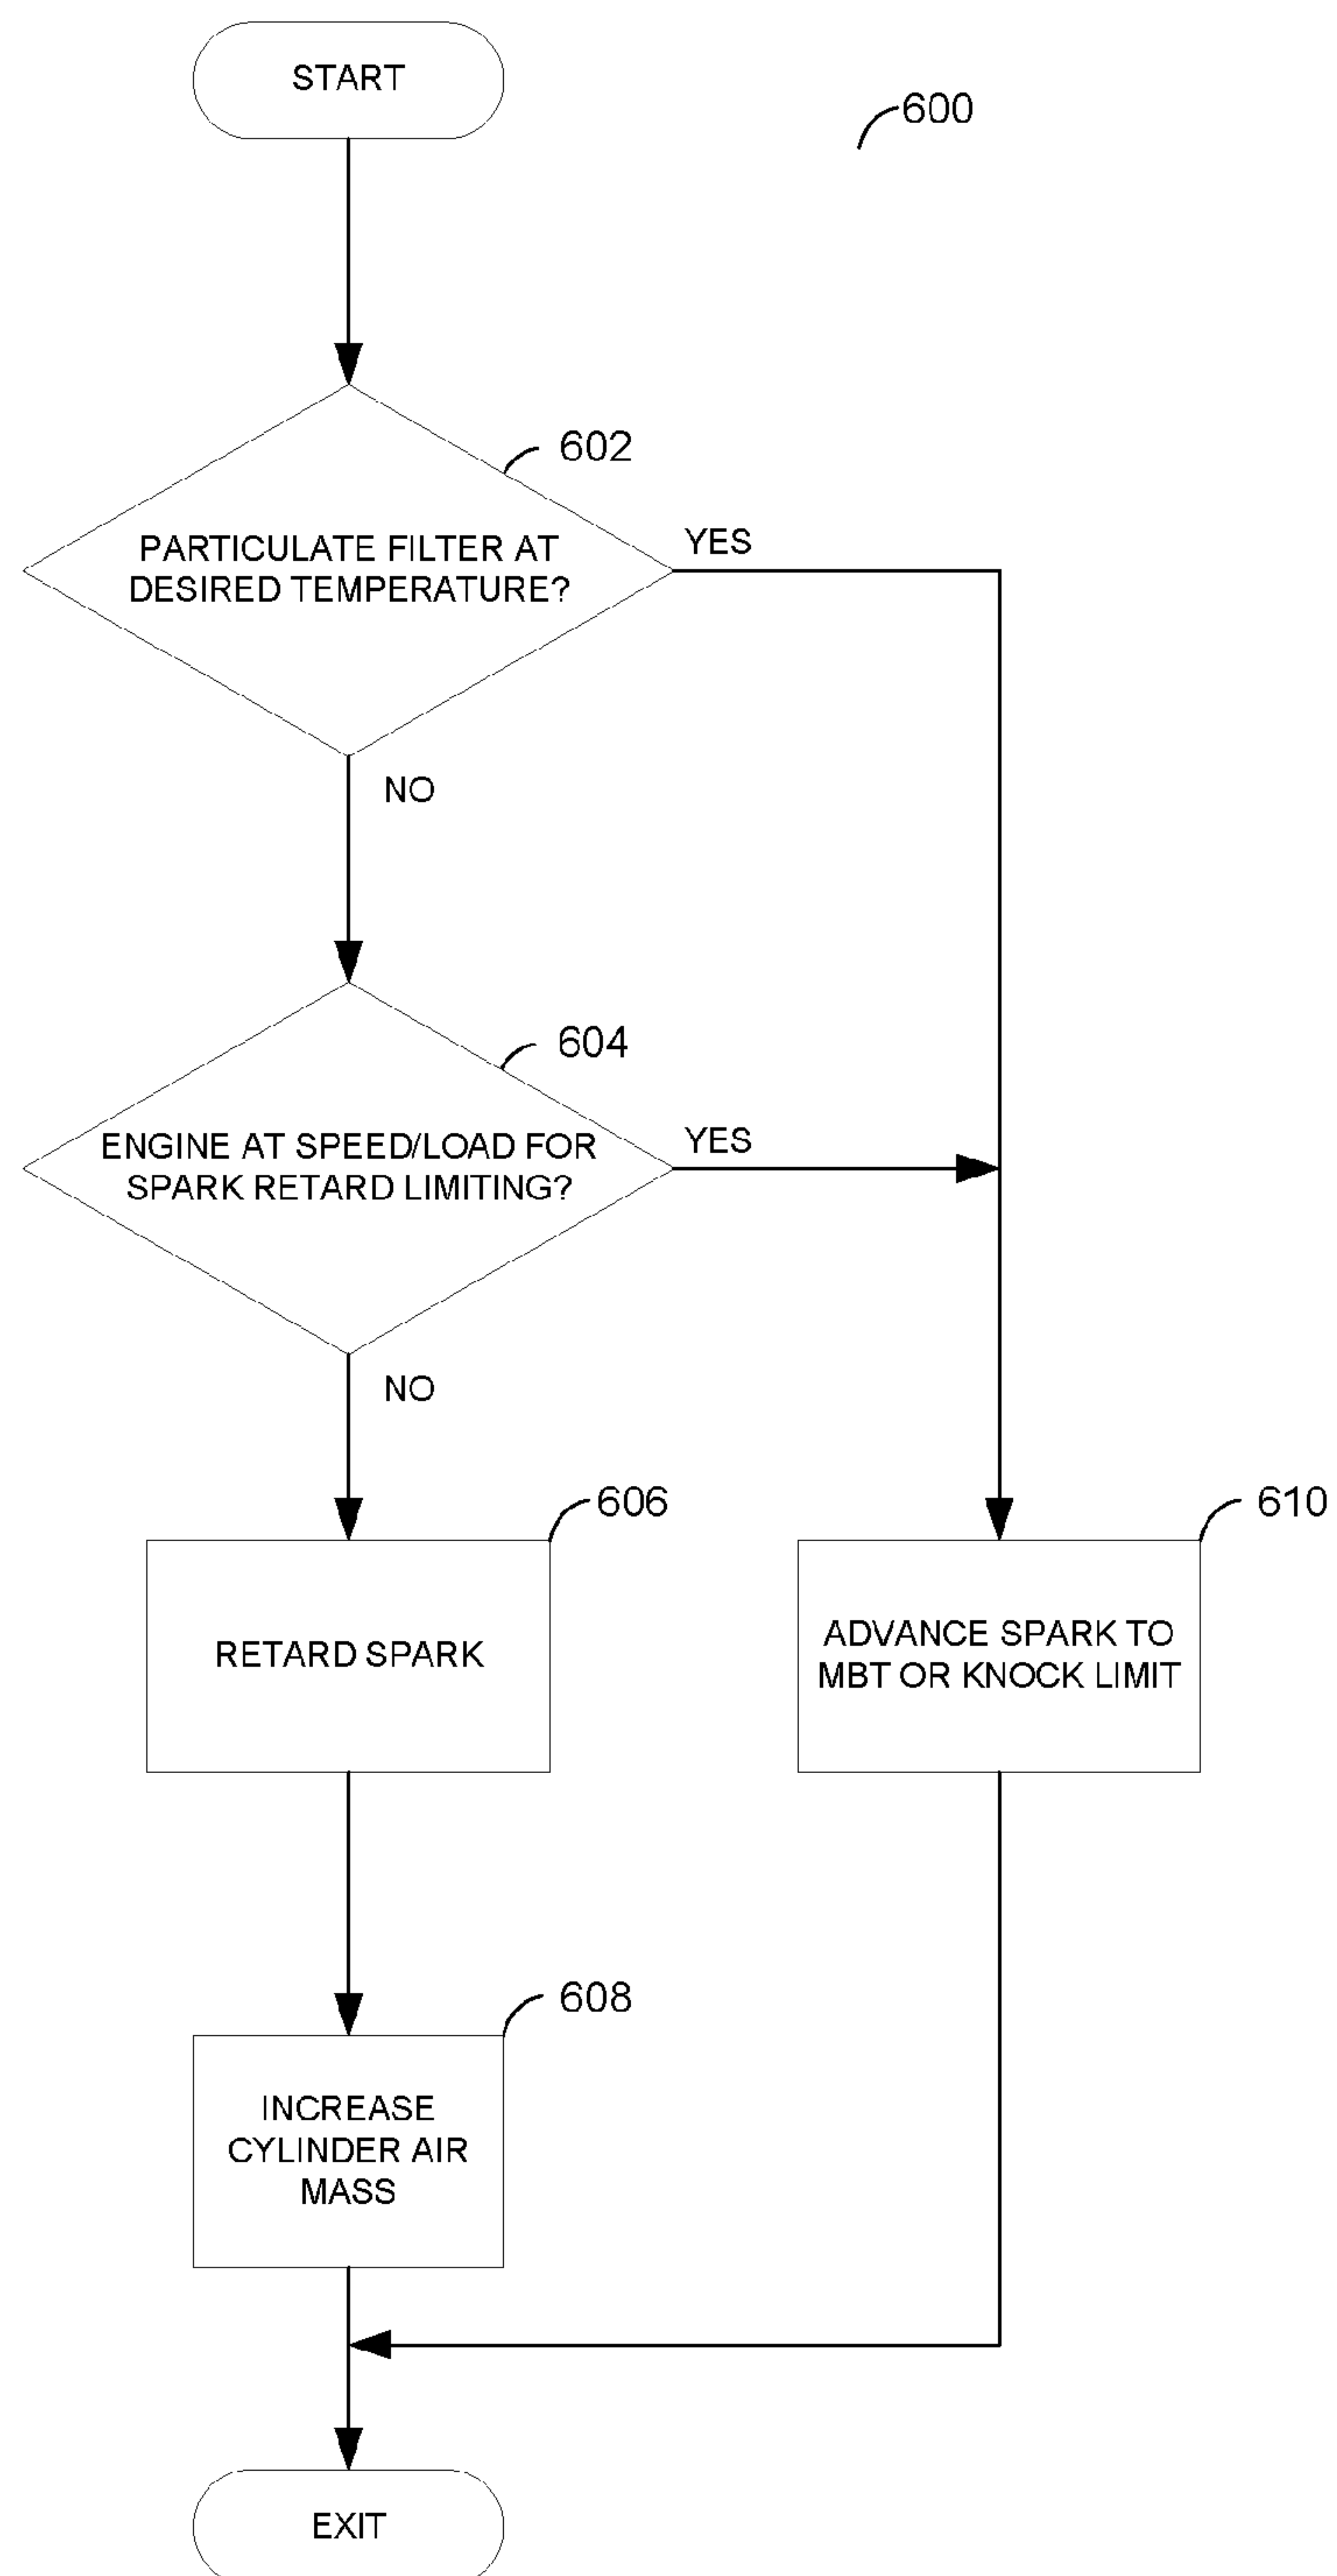 START
600
602
PARTICULATE FILTER AT
DESIRED TEMPERATURE?
YES
NO
604
ENGINE AT SPEED/LOAD FOR
SPARK RETARD LIMITING?
YES
NO
606
610
RETARD SPARK
ADVANCE SPARK TO
MBT OR KNOCK LIMIT
608
INCREASE
CYLINDER AIR
MASS
EXIT